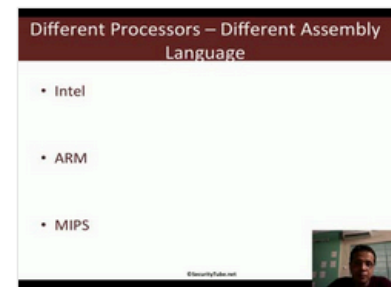 Different Processors – Different Assembly
Language
• Intel
• ARM
• MIPS
©SecurityTube.net